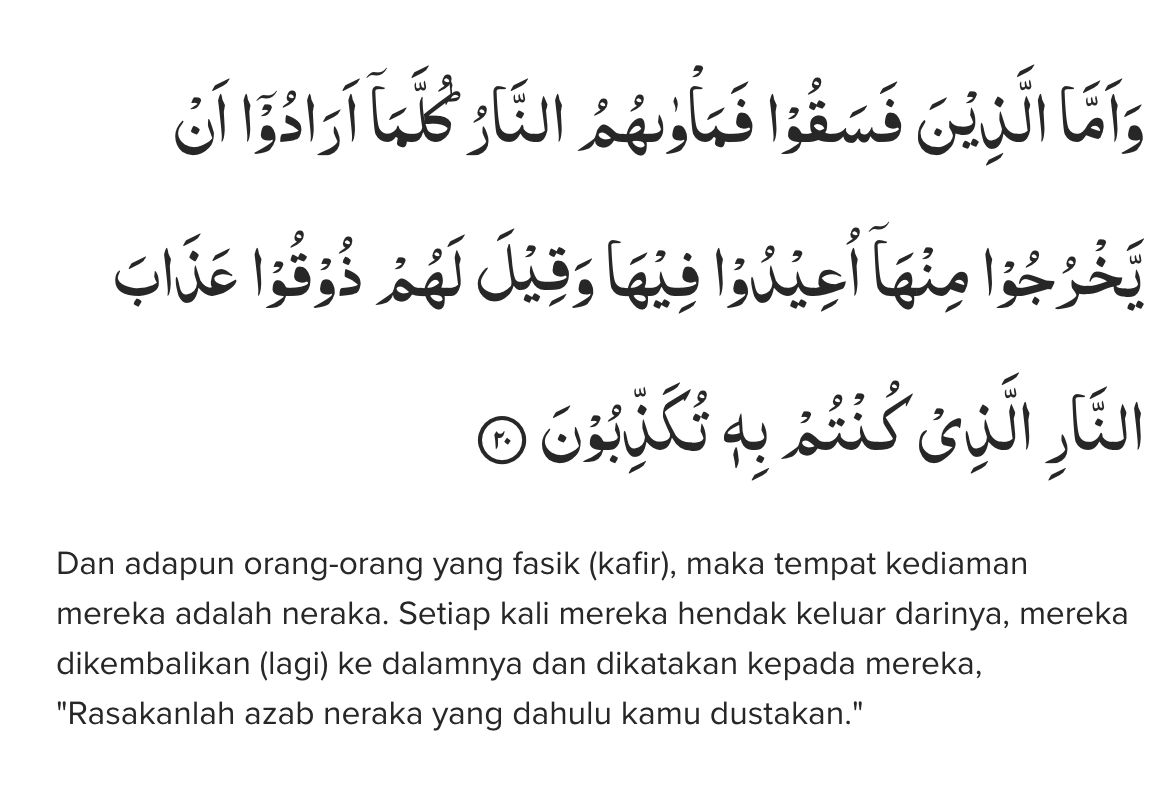 وَاَمَّا الَّذِيْنَ فَسَقُوْا فَمَأْوٰىهُمُ النَّارُ كُلَّمَآ اَرَادُوْٓا اَنْ
يَّخْرُجُوْا مِنْهَآ اُعِيْدُوْا فِيْهَا وَقِيْلَ لَهُمْ ذُوْقُوْا عَذَابَ
النَّارِ الَّذِيْ كُنْتُمْ بِهٖ تُكَذِّبُوْنَ ٢٠
Dan adapun orang-orang yang fasik (kafir), maka tempat kediaman
mereka adalah neraka. Setiap kali mereka hendak keluar darinya, mereka
dikembalikan (lagi) ke dalamnya dan dikatakan kepada mereka,
"Rasakanlah azab neraka yang dahulu kamu dustakan."